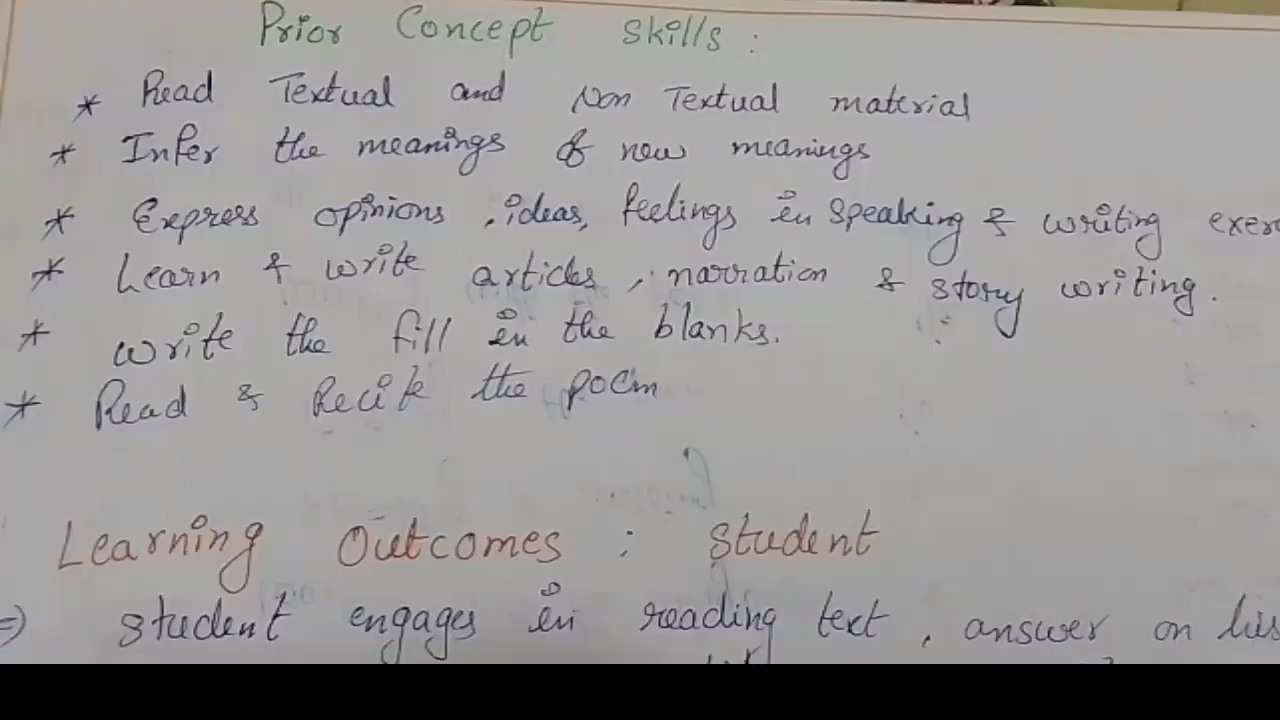 Prior Concept Skills :
* Read Textual and Non Textual material
* Infer the meanings of new meanings
* Express opinions, ideas, feelings in speaking & writing exer
* Learn & write articles, narration & story writing.
* write the fill in the blanks.
* Read & Recite the poem
Learning Outcomes : Student
=> student engages in reading text, answer on his